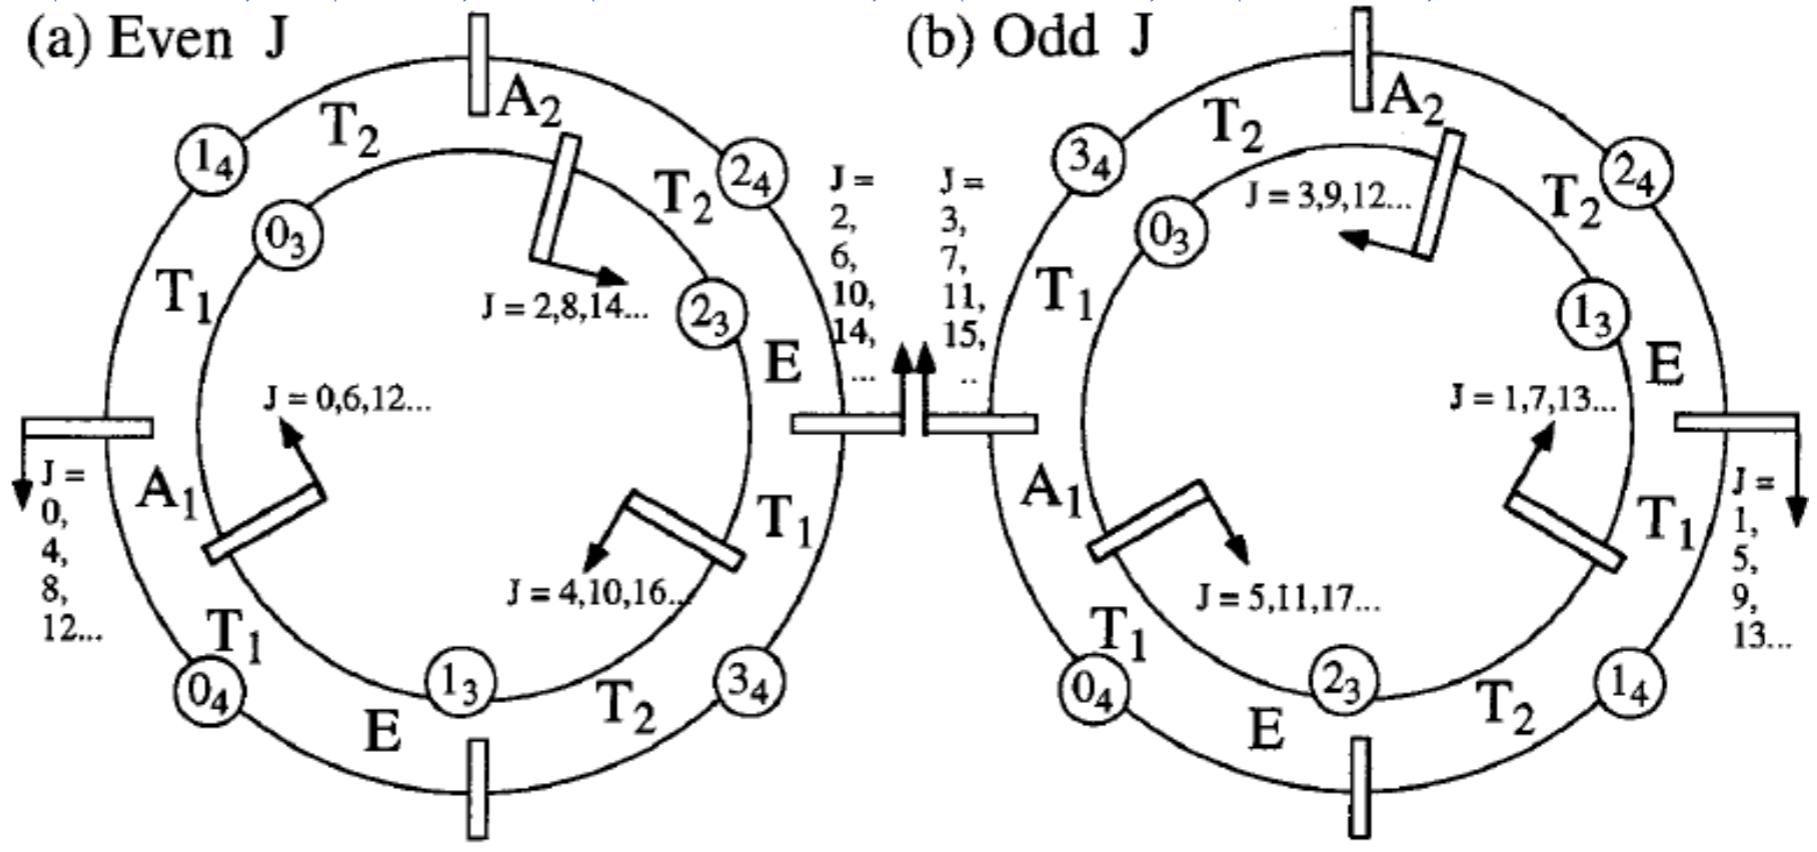 (a) Even J
A2
T2
14
24
T2
03
J = 2,8,14...
T1
23
E
J =
2,
6,
10,
14,
...
J = 0,6,12...
J =
0,
4,
8,
12...
A1
T1
J = 4,10,16...
T1
04
13
34
E
T2
(b) Odd J
A2
T2
34
24
J = 3,9,12...
T2
03
J =
3,
7,
11,
15,
..
T1
13
E
J = 1,7,13...
A1
T1
J =
1,
5,
9,
13...
J = 5,11,17...
T1
04
23
14
E
T2